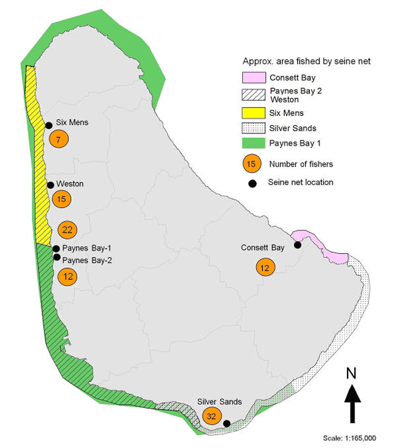 Approx. area fished by seine net
Consett Bay
Paynes Bay 2
Weston
Six Mens
Silver Sands
Paynes Bay 1
15 Number of fishers
Seine net location
Six Mens
7
Weston
15
22
Paynes Bay-1
Paynes Bay-2
12
Consett Bay
12
Silver Sands
32
N
Scale: 1:165,000